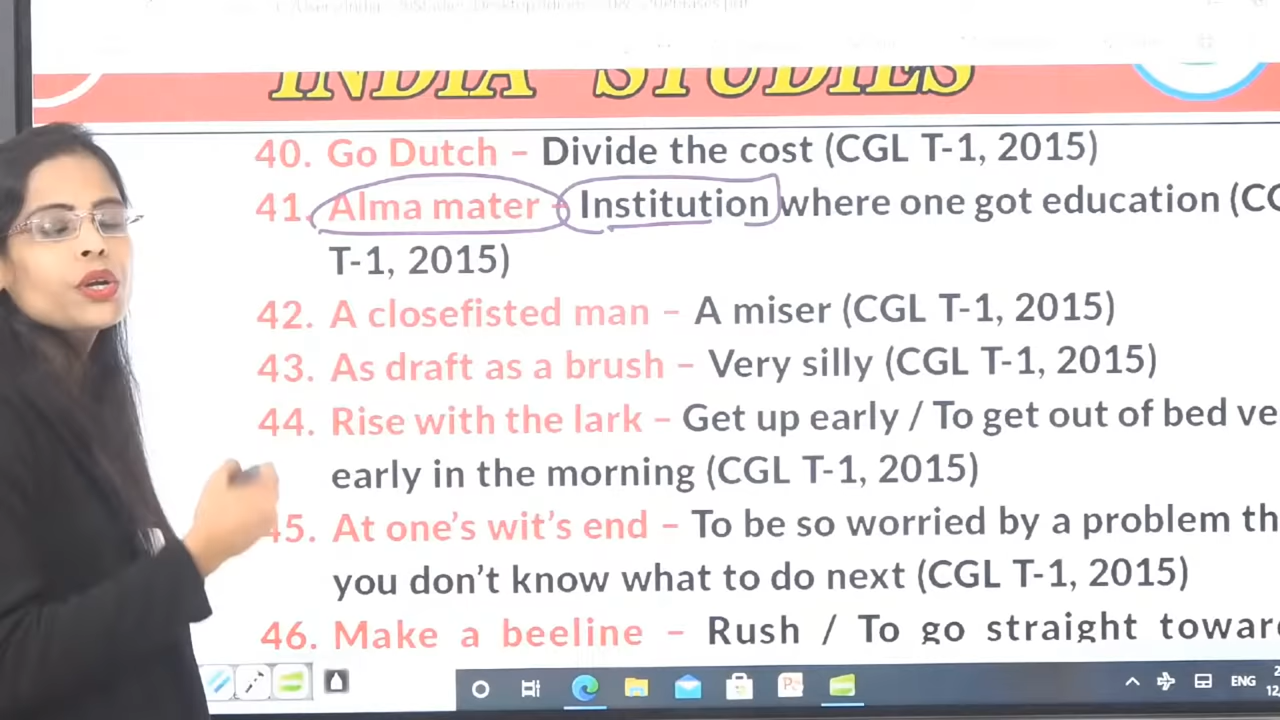 INDIA STUDIES
40. Go Dutch – Divide the cost (CGL T-1, 2015)
41. Alma mater – Institution where one got education (CG
T-1, 2015)
42. A closefisted man – A miser (CGL T-1, 2015)
43. As draft as a brush – Very silly (CGL T-1, 2015)
44. Rise with the lark – Get up early / To get out of bed ve
early in the morning (CGL T-1, 2015)
45. At one's wit's end – To be so worried by a problem th
you don't know what to do next (CGL T-1, 2015)
46. Make a beeline – Rush / To go straight towar
ENG